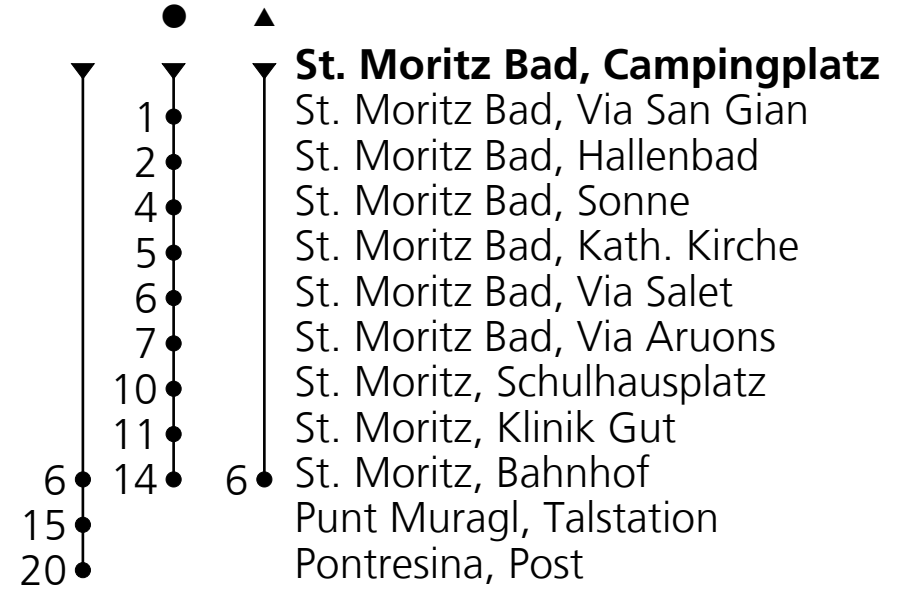 St. Moritz Bad, Campingplatz
1 St. Moritz Bad, Via San Gian
2 St. Moritz Bad, Hallenbad
4 St. Moritz Bad, Sonne
5 St. Moritz Bad, Kath. Kirche
6 St. Moritz Bad, Via Salet
7 St. Moritz Bad, Via Aruons
10 St. Moritz, Schulhausplatz
11 St. Moritz, Klinik Gut
6 14 6 St. Moritz, Bahnhof
15 Punt Muragl, Talstation
20 Pontresina, Post